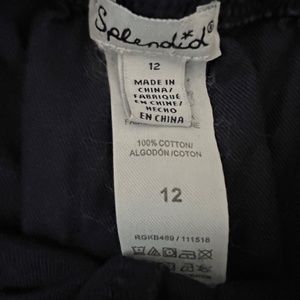 Splendid®
12
MADE IN
CHINA/
FABRIQUÉ
EN CHINE/
HECHO
EN CHINA
100% COTTON/
ALGODÓN/COTON
12
RGKB489 / 111518